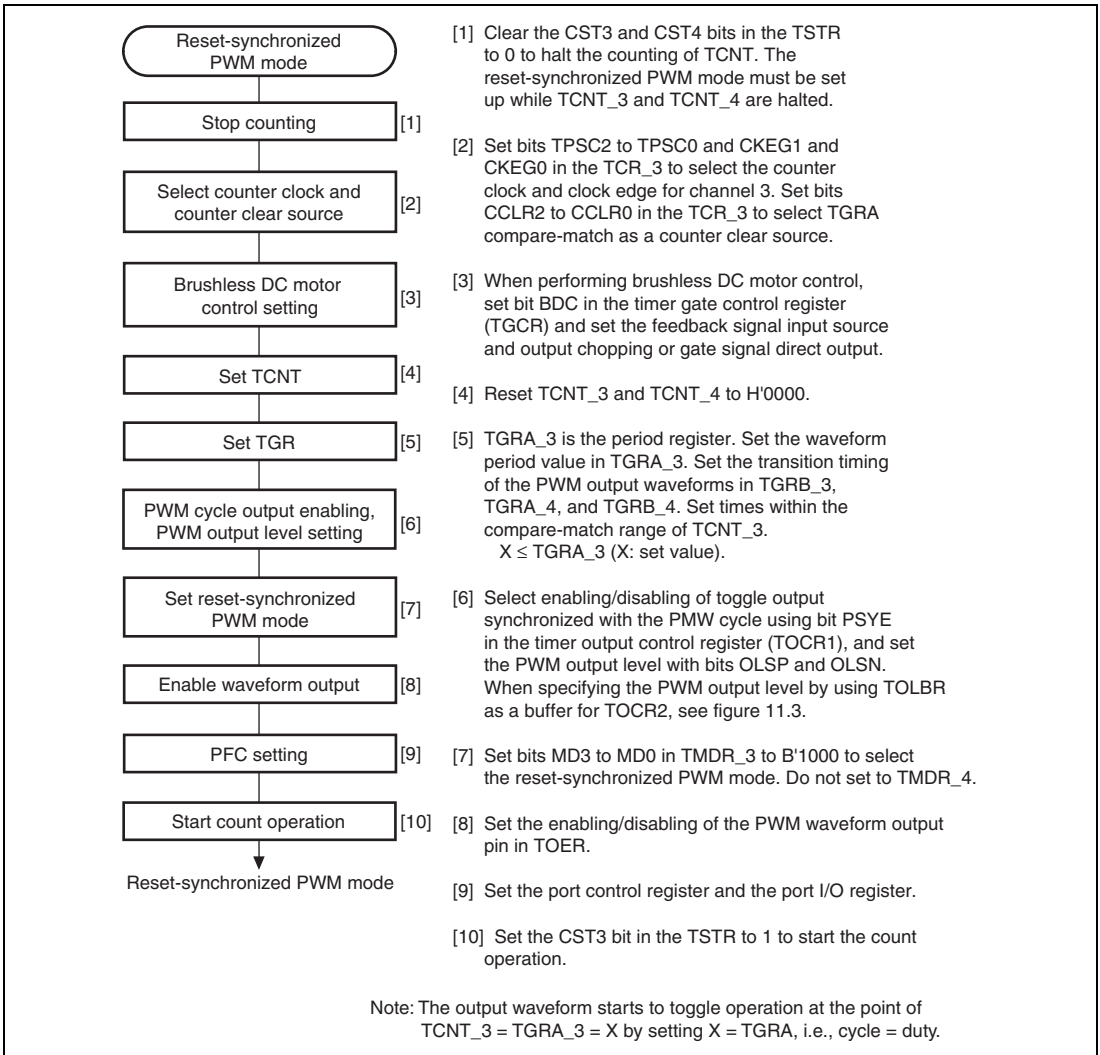 Reset-synchronized
PWM mode
Stop counting
[1]
Select counter clock and
counter clear source
[2]
Brushless DC motor
control setting
[3]
Set TCNT
[4]
Set TGR
[5]
PWM cycle output enabling,
PWM output level setting
[6]
Set reset-synchronized
PWM mode
[7]
Enable waveform output
[8]
PFC setting
[9]
Start count operation
[10]
Reset-synchronized PWM mode
[1] Clear the CST3 and CST4 bits in the TSTR
to 0 to halt the counting of TCNT. The
reset-synchronized PWM mode must be set
up while TCNT_3 and TCNT_4 are halted.
[2] Set bits TPSC2 to TPSC0 and CKEG1 and
CKEG0 in the TCR_3 to select the counter
clock and clock edge for channel 3. Set bits
CCLR2 to CCLR0 in the TCR_3 to select TGRA
compare-match as a counter clear source.
[3] When performing brushless DC motor control,
set bit BDC in the timer gate control register
(TGCR) and set the feedback signal input source
and output chopping or gate signal direct output.
[4] Reset TCNT_3 and TCNT_4 to H'0000.
[5] TGRA_3 is the period register. Set the waveform
period value in TGRA_3. Set the transition timing
of the PWM output waveforms in TGRB_3,
TGRA_4, and TGRB_4. Set times within the
compare-match range of TCNT_3.
X ≤ TGRA_3 (X: set value).
[6] Select enabling/disabling of toggle output
synchronized with the PMW cycle using bit PSYE
in the timer output control register (TOCR1), and set
the PWM output level with bits OLSP and OLSN.
When specifying the PWM output level by using TOLBR
as a buffer for TOCR2, see figure 11.3.
[7] Set bits MD3 to MD0 in TMDR_3 to B'1000 to select
the reset-synchronized PWM mode. Do not set to TMDR_4.
[8] Set the enabling/disabling of the PWM waveform output
pin in TOER.
[9] Set the port control register and the port I/O register.
[10] Set the CST3 bit in the TSTR to 1 to start the count
operation.
Note: The output waveform starts to toggle operation at the point of
TCNT_3 = TGRA_3 = X by setting X = TGRA, i.e., cycle = duty.